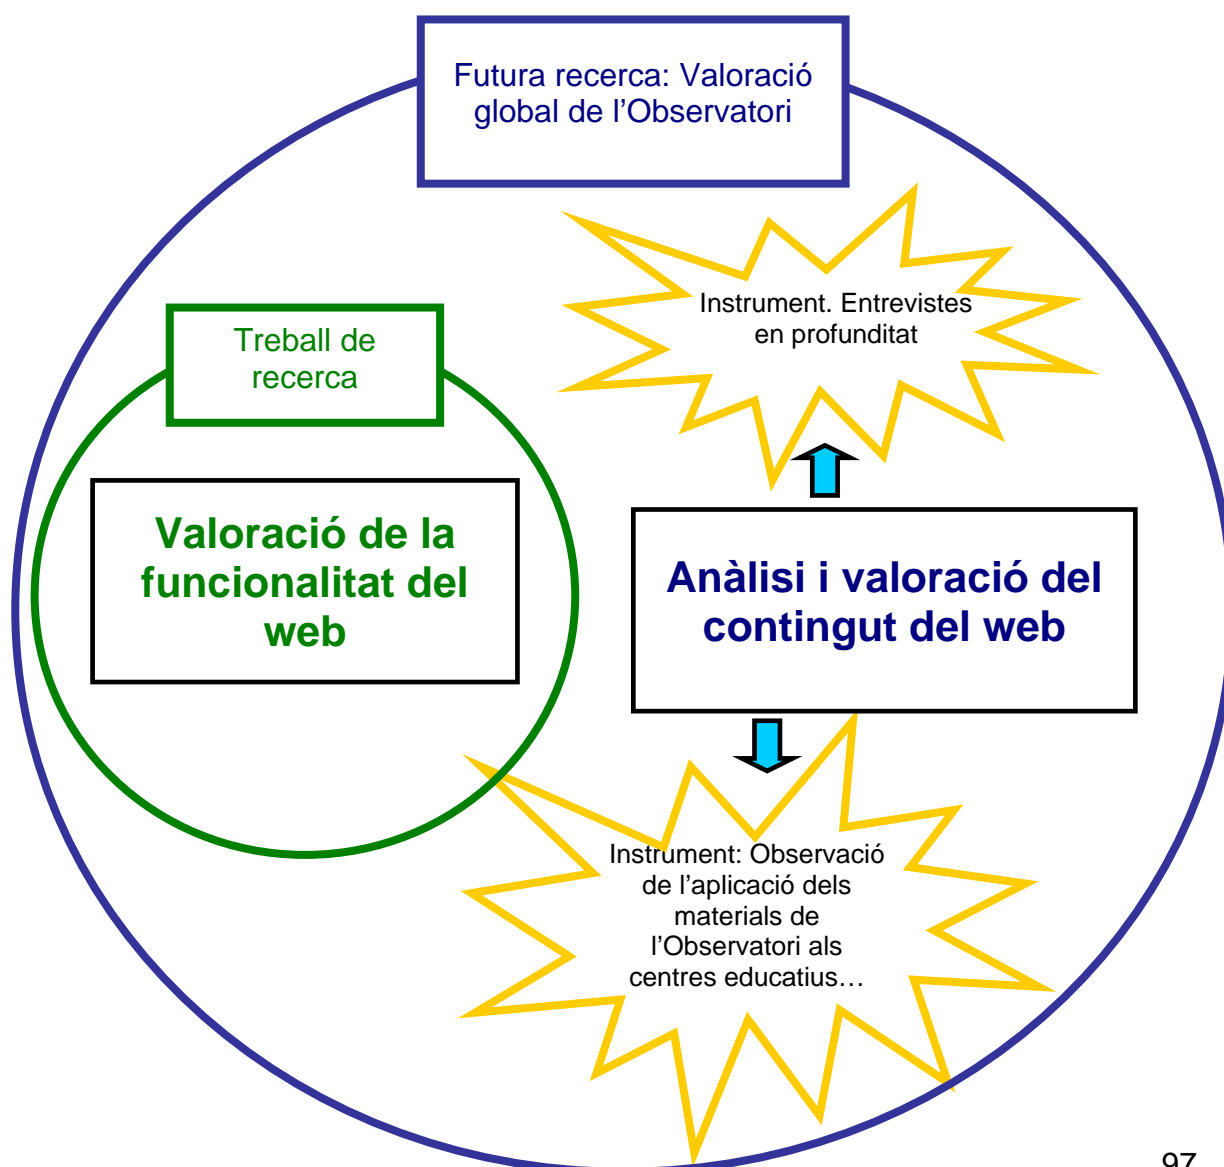 Futura recerca: Valoració
global de l’Observatori
Instrument. Entrevistes
en profunditat
Treball de
recerca
Valoració de la
funcionalitat del
web
Anàlisi i valoració del
contingut del web
Instrument: Observació
de l’aplicació dels
materials de
l’Observatori als
centres educatius…
97